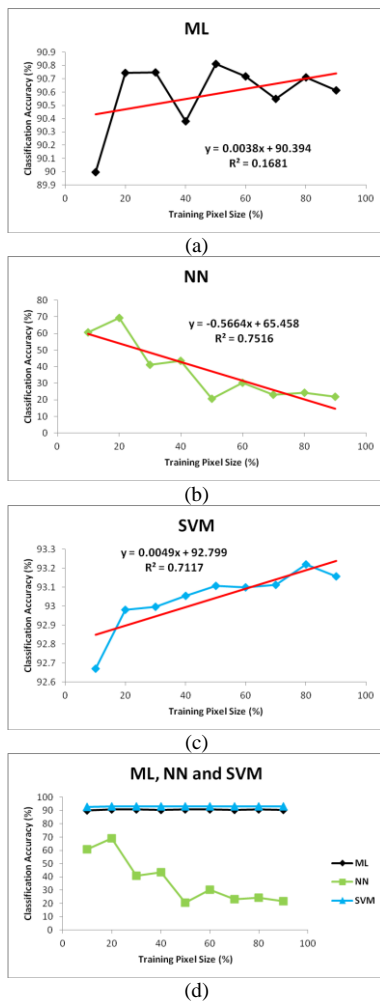 ML
Classification Accuracy (%)
90.9
90.8
90.7
90.6
90.5
90.4
90.3
90.2
90.1
90
89.9
y = 0.0038x + 90.394
R² = 0.1681
0 20 40 60 80 100
Training Pixel Size (%)
(a)
NN
Classification Accuracy (%)
80
70
60
50
40
30
20
10
0
y = -0.5664x + 65.458
R² = 0.7516
0 20 40 60 80 100
Training Pixel Size (%)
(b)
SVM
Classification Accuracy (%)
93.3
93.2
93.1
93
92.9
92.8
92.7
92.6
y = 0.0049x + 92.799
R² = 0.7117
0 20 40 60 80 100
Training Pixel Size (%)
(c)
ML, NN and SVM
Classification Accuracy (%)
100
90
80
70
60
50
40
30
20
10
0
ML
NN
SVM
0 20 40 60 80 100
Training Pixel Size (%)
(d)